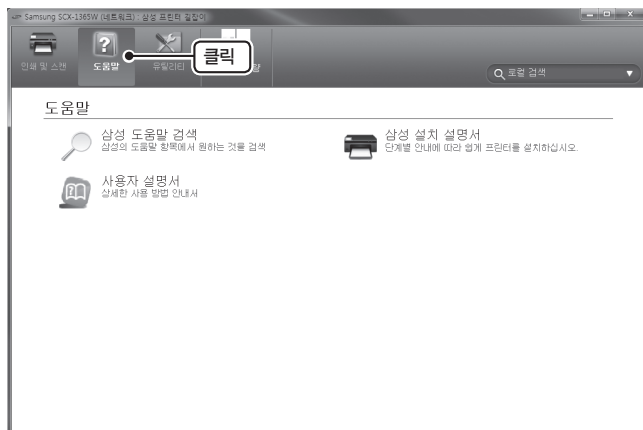 Samsung SCX-1365W (네트워크) : 삼성 프린터 길잡이
인쇄 및 스캔
도움말
유틸리티
클릭
량
로컬 검색
도움말
삼성 도움말 검색
삼성의 도움말 항목에서 원하는 것을 검색
삼성 설치 설명서
단계별 안내에 따라 쉽게 프린터를 설치하십시오.
사용자 설명서
상세한 사용 방법 안내서